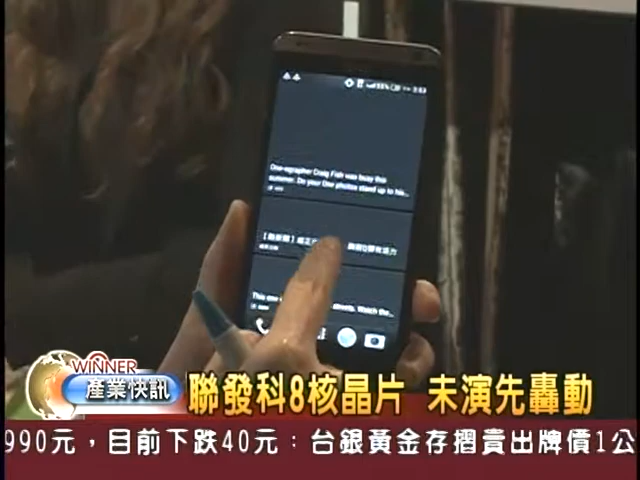 One-ographer Craig Fish was busy this
summer. Do your One photos stand up to his...
WINNER
產業快訊
聯發科8核晶片 未演先轟動
990元，目前下跌40元：台銀黃金存摺賣出牌價1公